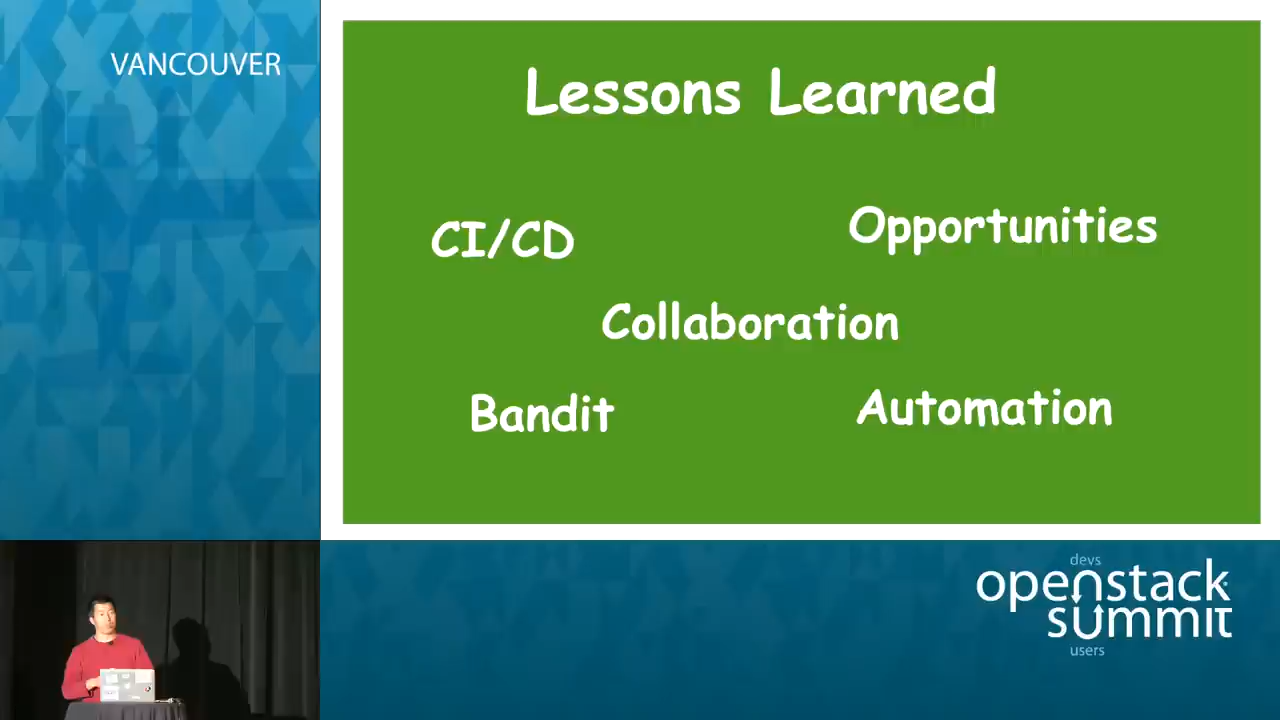 VANCOUVER
Lessons Learned
CI/CD
Opportunities
Collaboration
Bandit
Automation
devs
openstack
summit
users